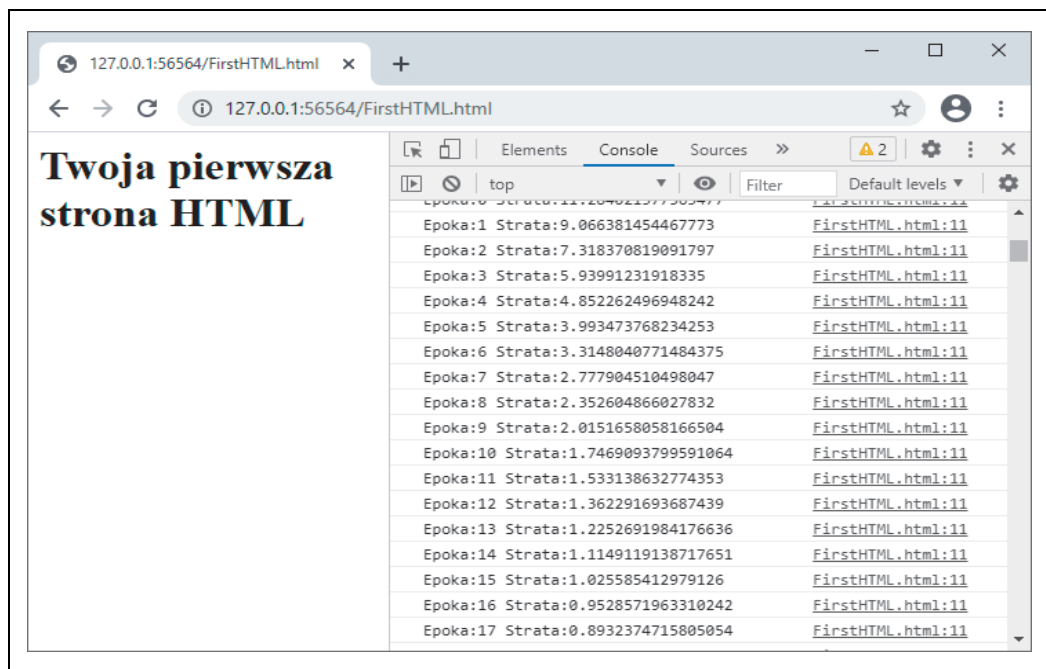 127.0.0.1:56564/FirstHTML.html
127.0.0.1:56564/FirstHTML.html
Twoja pierwsza
strona HTML
Elements Console Sources » 2
top Filter Default levels
FirstHTML.html:11
Epoka:1 Strata:9.066381454467773 FirstHTML.html:11
Epoka:2 Strata:7.318370819091797 FirstHTML.html:11
Epoka:3 Strata:5.93991231918335 FirstHTML.html:11
Epoka:4 Strata:4.852262496948242 FirstHTML.html:11
Epoka:5 Strata:3.993473768234253 FirstHTML.html:11
Epoka:6 Strata:3.3148040771484375 FirstHTML.html:11
Epoka:7 Strata:2.777904510498047 FirstHTML.html:11
Epoka:8 Strata:2.352604866027832 FirstHTML.html:11
Epoka:9 Strata:2.0151658058166504 FirstHTML.html:11
Epoka:10 Strata:1.7469093799591064 FirstHTML.html:11
Epoka:11 Strata:1.533138632774353 FirstHTML.html:11
Epoka:12 Strata:1.362291693687439 FirstHTML.html:11
Epoka:13 Strata:1.2252691984176636 FirstHTML.html:11
Epoka:14 Strata:1.1149119138717651 FirstHTML.html:11
Epoka:15 Strata:1.025585412979126 FirstHTML.html:11
Epoka:16 Strata:0.9528571963310242 FirstHTML.html:11
Epoka:17 Strata:0.8932374715805054 FirstHTML.html:11